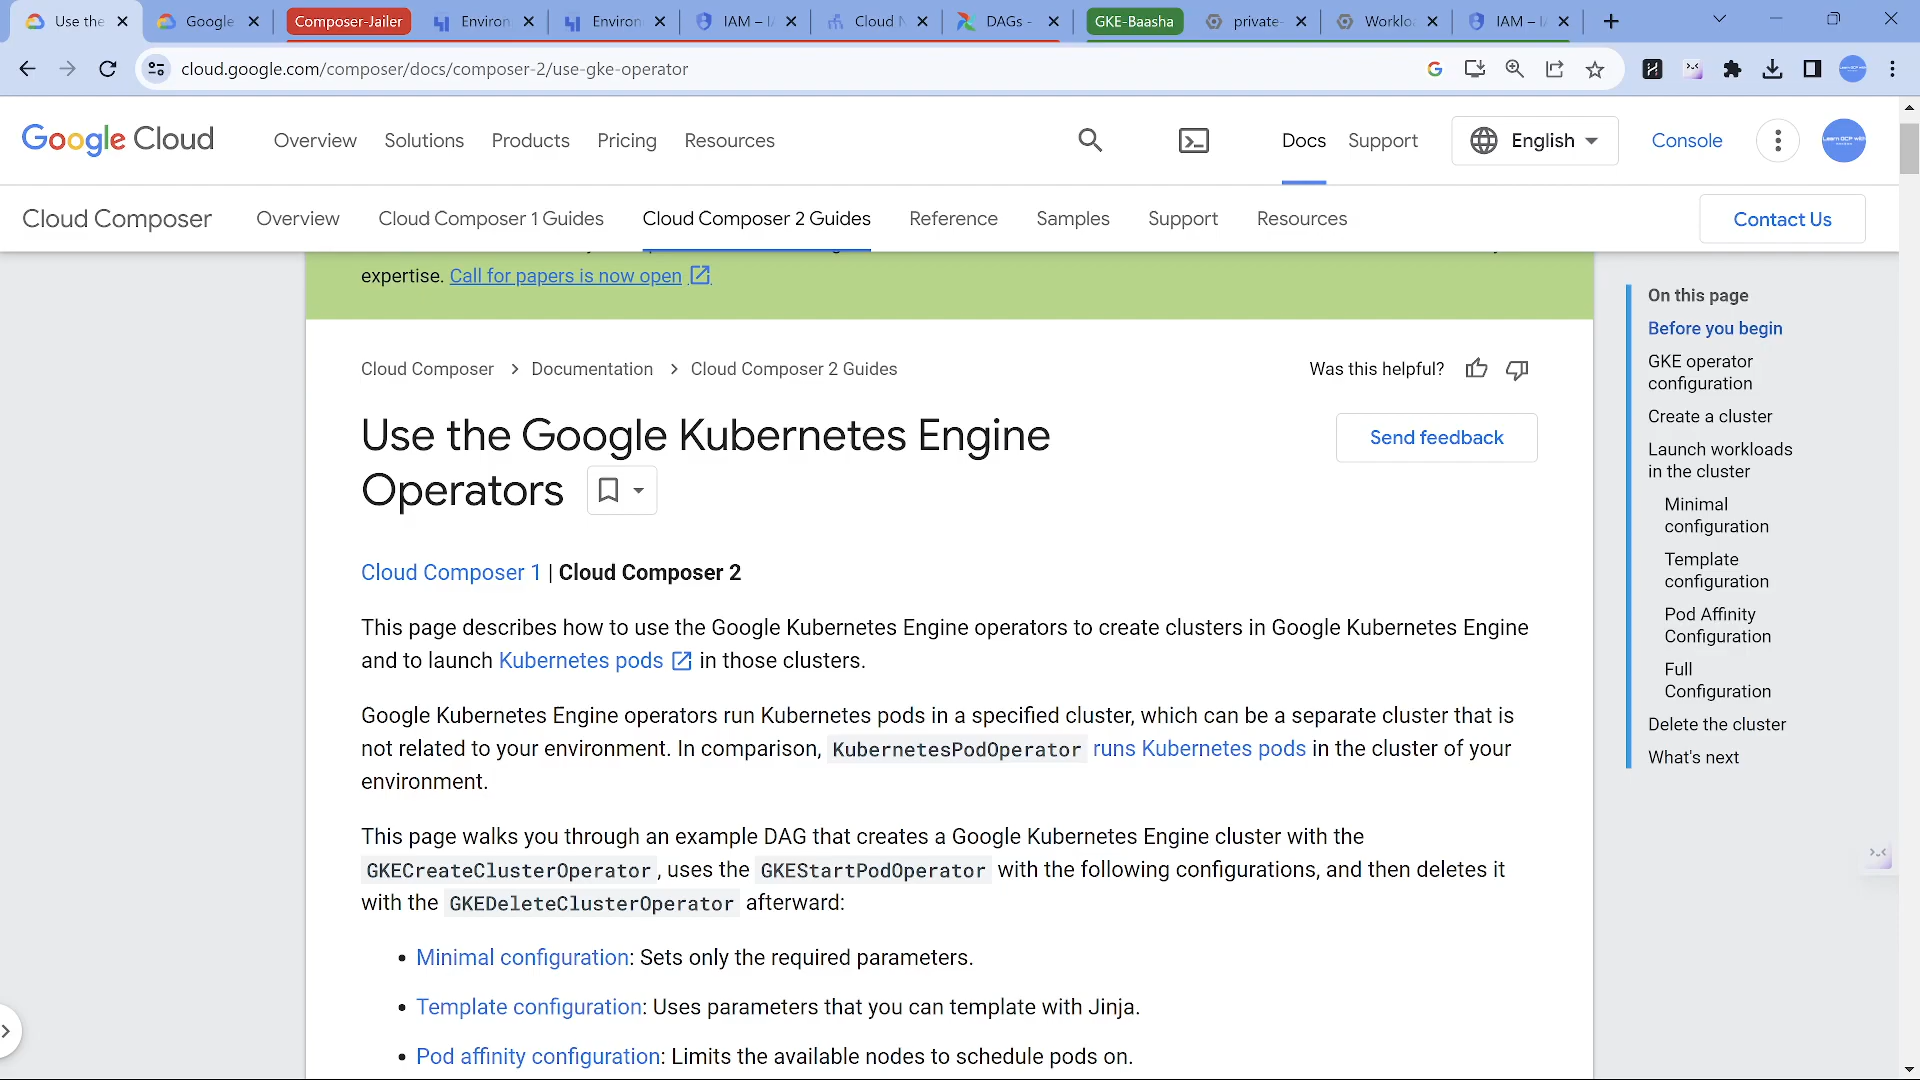 Use the
Google
Composer-Jailer
Environ
Environ
IAM – I
Cloud N
DAGs -
GKE-Baasha
private-
Worklo
IAM – I
cloud.google.com/composer/docs/composer-2/use-gke-operator
Google Cloud
Overview
Solutions
Products
Pricing
Resources
Docs
Support
English
Console
Cloud Composer
Overview
Cloud Composer 1 Guides
Cloud Composer 2 Guides
Reference
Samples
Support
Resources
Contact Us
expertise. Call for papers is now open
Cloud Composer > Documentation > Cloud Composer 2 Guides
Was this helpful?
Use the Google Kubernetes Engine
Operators
Send feedback
Cloud Composer 1 | Cloud Composer 2
This page describes how to use the Google Kubernetes Engine operators to create clusters in Google Kubernetes Engine
and to launch Kubernetes pods in those clusters.
Google Kubernetes Engine operators run Kubernetes pods in a specified cluster, which can be a separate cluster that is
not related to your environment. In comparison, KubernetesPodOperator runs Kubernetes pods in the cluster of your
environment.
This page walks you through an example DAG that creates a Google Kubernetes Engine cluster with the
GKECreateClusterOperator, uses the GKEStartPodOperator with the following configurations, and then deletes it
with the GKEDeleteClusterOperator afterward:
• Minimal configuration: Sets only the required parameters.
• Template configuration: Uses parameters that you can template with Jinja.
• Pod affinity configuration: Limits the available nodes to schedule pods on.
On this page
Before you begin
GKE operator
configuration
Create a cluster
Launch workloads
in the cluster
Minimal
configuration
Template
configuration
Pod Affinity
Configuration
Full
Configuration
Delete the cluster
What's next